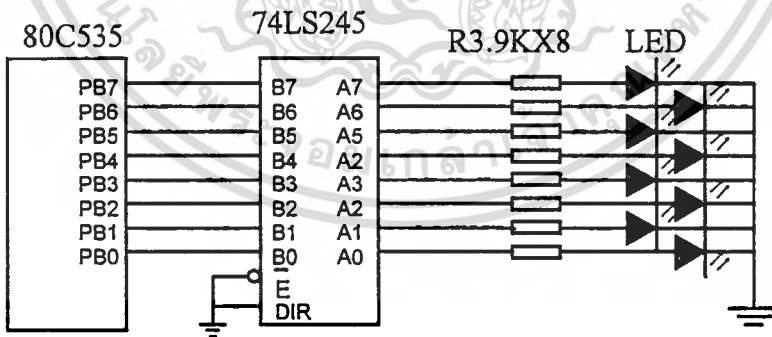 80C535
74LS245
R3.9KX8
LED
PB7
PB6
PB5
PB4
PB3
PB2
PB1
PB0
B7 A7
B6 A6
B5 A5
B4 A2
B3 A3
B2 A2
B1 A1
B0 A0
E
DIR